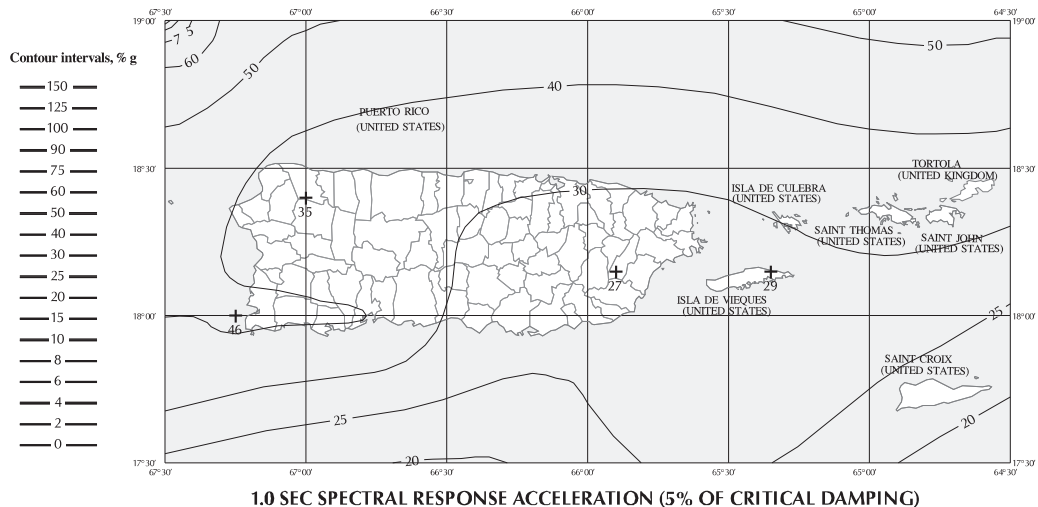 67°30' 67°00' 66°30' 66°00' 65°30' 65°00' 64°30'
19°00' 19°00'
7 5
60
50
50
Contour intervals, % g
150
125
100
90
75
60
50
40
30
25
20
15
10
8
6
4
2
0
40
PUERTO RICO
(UNITED STATES)
18°30' 18°30'
TORTOLA
(UNITED KINGDOM)
30
ISLA DE CULEBRA
(UNITED STATES)
35
SAINT THOMAS
(UNITED STATES)
SAINT JOHN
(UNITED STATES)
27
29
ISLA DE VIEQUES
(UNITED STATES)
18°00' 18°00'
46
25
SAINT CROIX
(UNITED STATES)
25
20
20
17°30' 17°30'
67°30' 67°00' 66°30' 66°00' 65°30' 65°00' 64°30'
1.0 SEC SPECTRAL RESPONSE ACCELERATION (5% OF CRITICAL DAMPING)